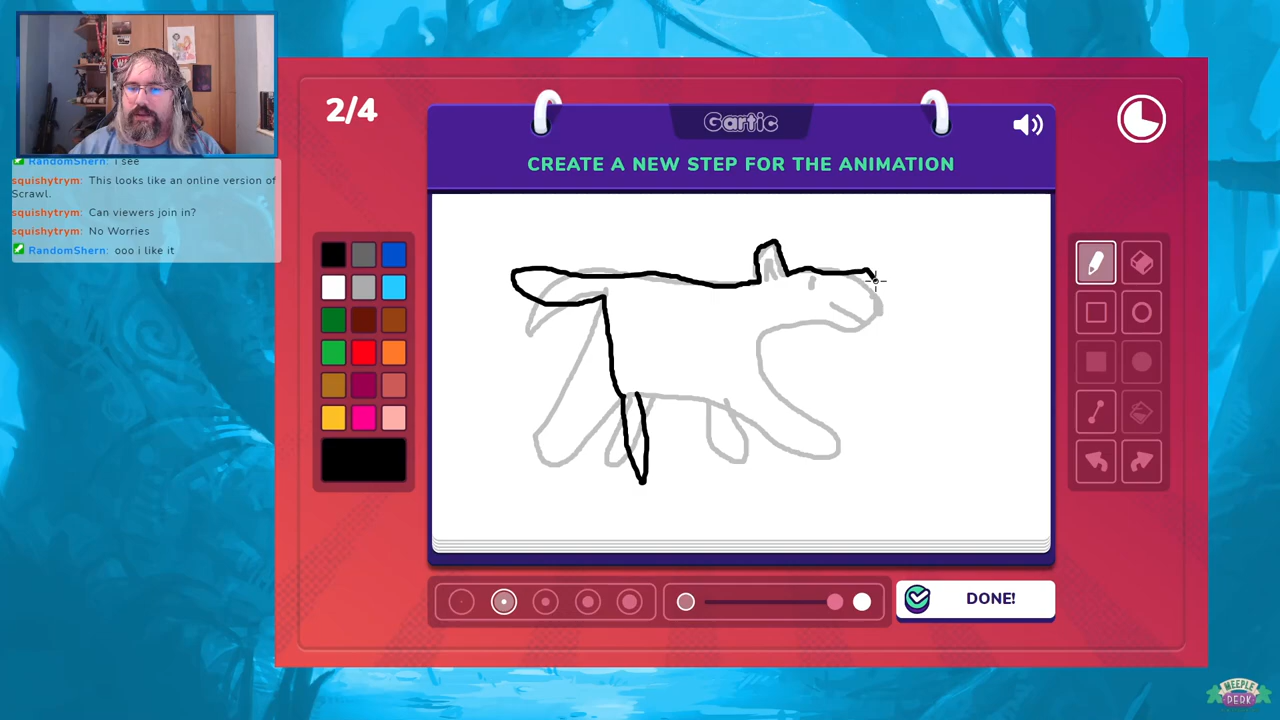 2/4
Gartic
CREATE A NEW STEP FOR THE ANIMATION
RandomShern: i see
squishytrym: This looks like an online version of
Scrawl.
squishytrym: Can viewers join in?
squishytrym: No Worries
RandomShern: ooo i like it
DONE!
MEEPLE
PERK